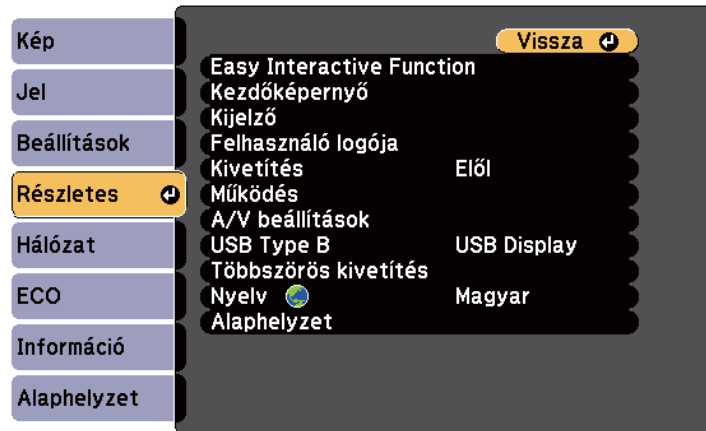 Kép
Jel
Beállítások
Részletes
Hálózat
ECO
Információ
Alaphelyzet
Vissza
Easy Interactive Function
Kezdőképernyő
Kijelző
Felhasználó logója
Kivetítés Elől
Működés
A/V beállítások
USB Type B USB Display
Többszörös kivetítés
Nyelv Magyar
Alaphelyzet